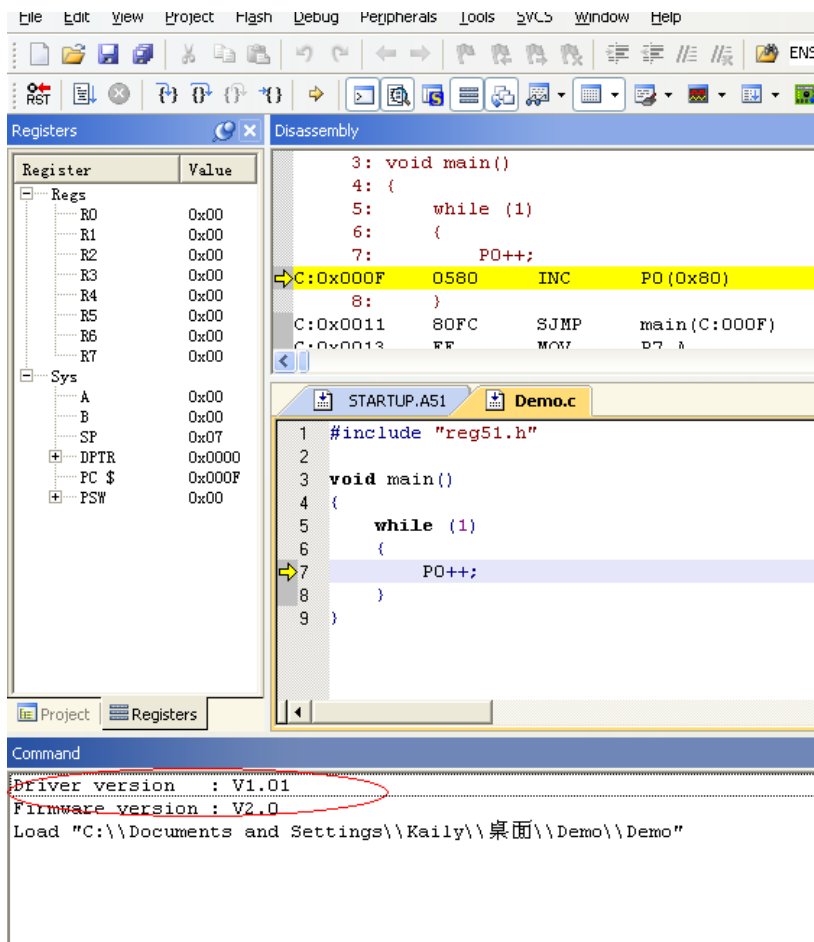 File Edit View Project Flash Debug Peripherals Tools SVCS Window Help
ENS
RST
Registers
Register Value
Regs
R0 0x00
R1 0x00
R2 0x00
R3 0x00
R4 0x00
R5 0x00
R6 0x00
R7 0x00
Sys
A 0x00
B 0x00
SP 0x07
DPTR 0x0000
PC $ 0x000F
PSW 0x00
Project Registers
Disassembly
3: void main()
4: {
5: while (1)
6: {
7: P0++;
C:0x000F 0580 INC P0(0x80)
8: }
C:0x0011 80FC SJMP main(C:000F)
C:0x0013 FF MOV R7,A
STARTUP.A51 Demo.c
1 #include "reg51.h"
2
3 void main()
4 {
5 while (1)
6 {
7 P0++;
8 }
9 }
Command
Driver version : V1.01
Firmware version : V2.0
Load "C:\\Documents and Settings\\Kaily\\桌面\\Demo\\Demo"